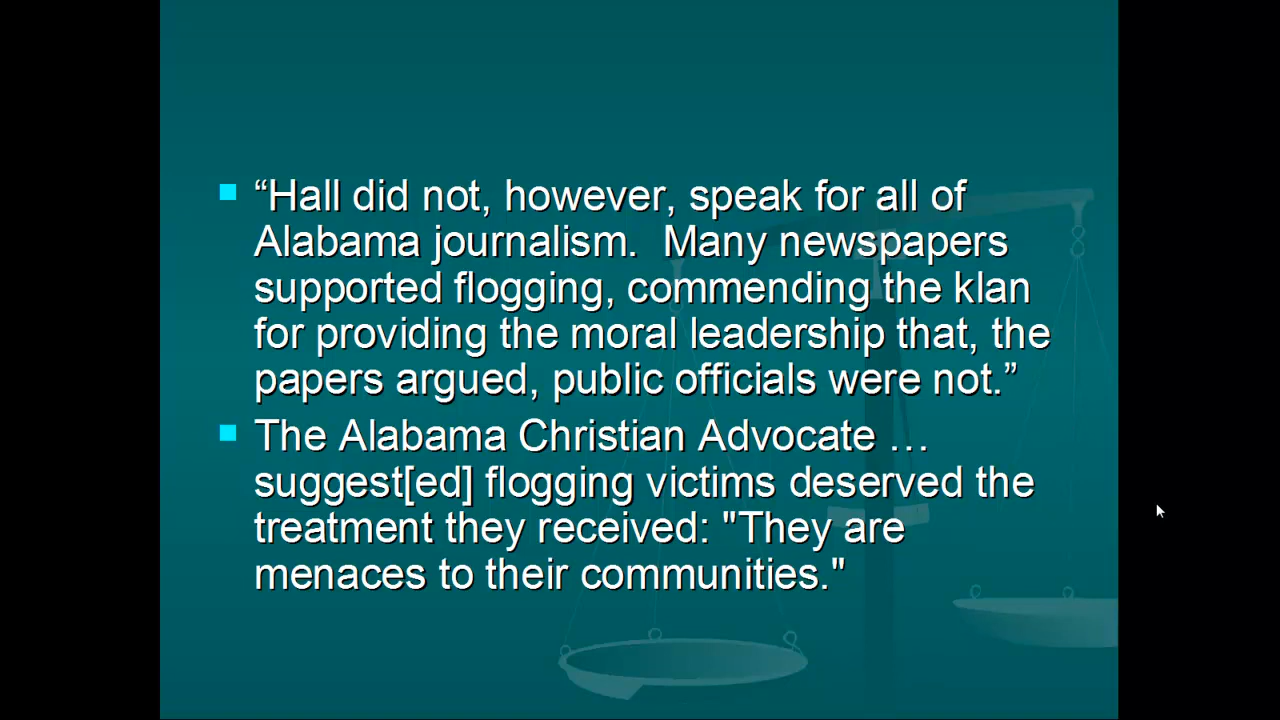 “Hall did not, however, speak for all of
Alabama journalism.  Many newspapers
supported flogging, commending the klan
for providing the moral leadership that, the
papers argued, public officials were not.”
The Alabama Christian Advocate …
suggest[ed] flogging victims deserved the
treatment they received: "They are
menaces to their communities."